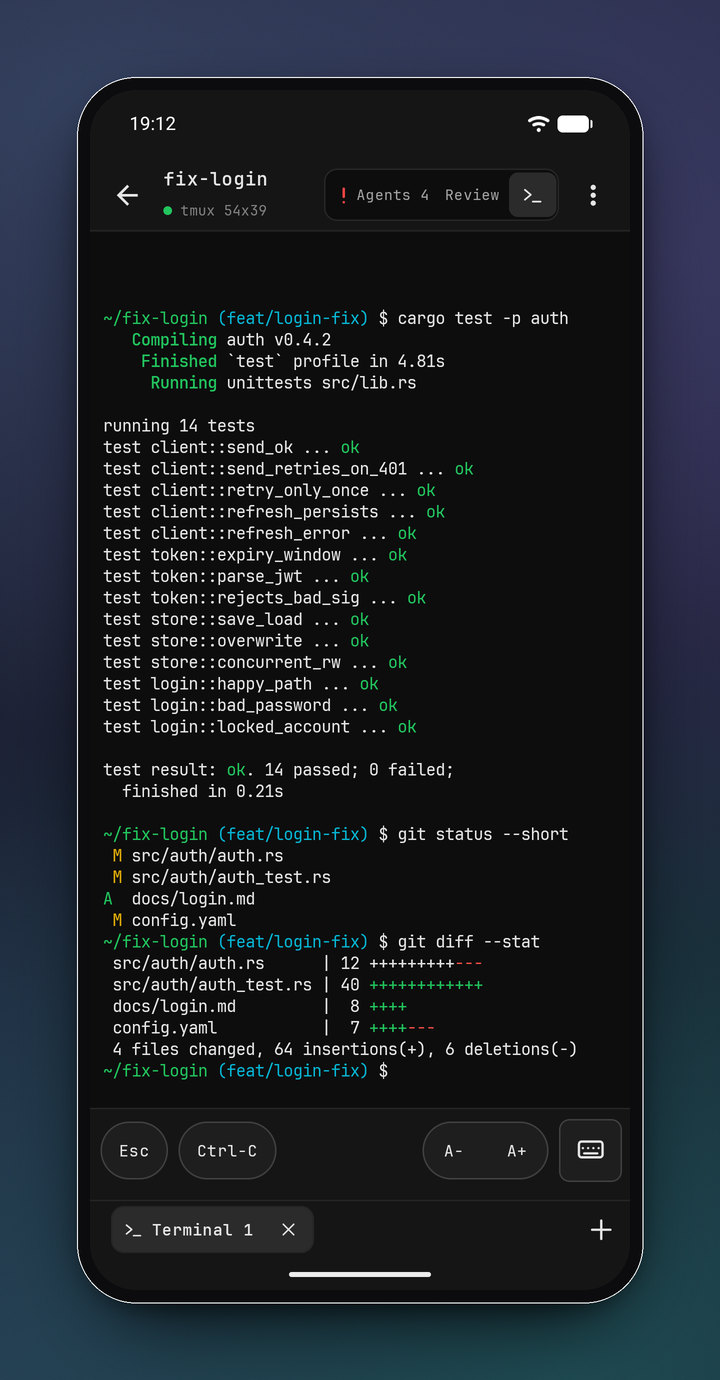 19:12
fix-login
tmux 54x39
! Agents 4 Review >_
~/fix-login (feat/login-fix) $ cargo test -p auth
   Compiling auth v0.4.2
    Finished `test` profile in 4.81s
     Running unittests src/lib.rs
running 14 tests
test client::send_ok ... ok
test client::send_retries_on_401 ... ok
test client::retry_only_once ... ok
test client::refresh_persists ... ok
test client::refresh_error ... ok
test token::expiry_window ... ok
test token::parse_jwt ... ok
test token::rejects_bad_sig ... ok
test store::save_load ... ok
test store::overwrite ... ok
test store::concurrent_rw ... ok
test login::happy_path ... ok
test login::bad_password ... ok
test login::locked_account ... ok
test result: ok. 14 passed; 0 failed;
  finished in 0.21s
~/fix-login (feat/login-fix) $ git status --short
 M src/auth/auth.rs
 M src/auth/auth_test.rs
A  docs/login.md
 M config.yaml
~/fix-login (feat/login-fix) $ git diff --stat
 src/auth/auth.rs      | 12 +++++++++---
 src/auth/auth_test.rs | 40 ++++++++++++
 docs/login.md         |  8 ++++
 config.yaml           |  7 ++++---
 4 files changed, 64 insertions(+), 6 deletions(-)
~/fix-login (feat/login-fix) $
Esc Ctrl-C A- A+
>_ Terminal 1 × +